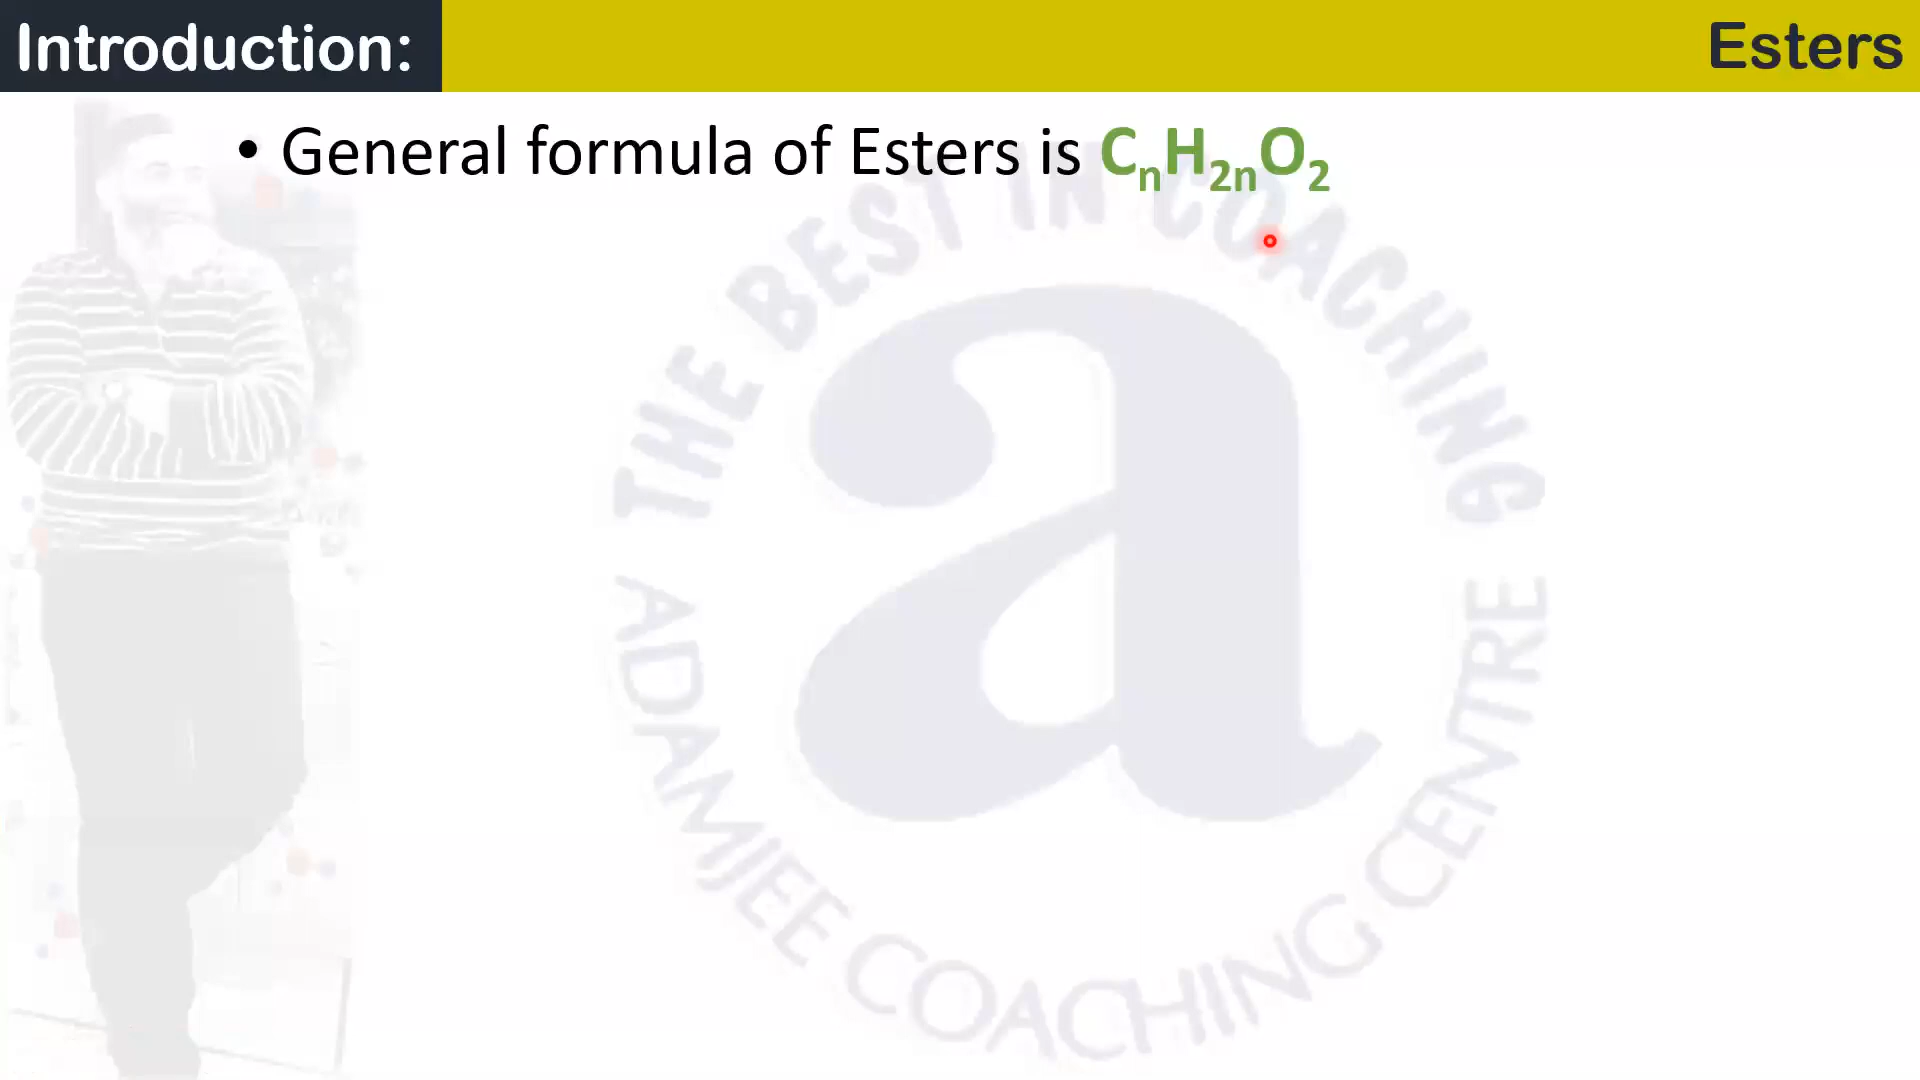 Introduction:
Esters
• General formula of Esters is CₙH₂ₙO₂
THE BEST IN COACHING
ADAMJEE COACHING CENTRE